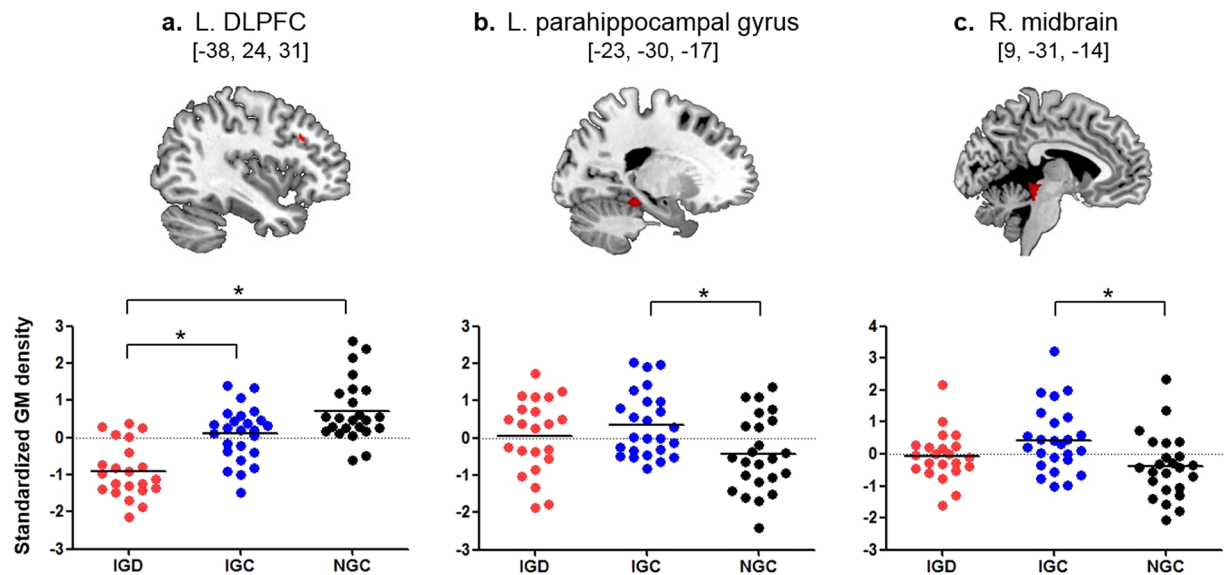 a. L. DLPFC
[-38, 24, 31]
b. L. parahippocampal gyrus
[-23, -30, -17]
c. R. midbrain
[9, -31, -14]
Standardized GM density
*
*
3
2
1
0
-1
-2
-3
IGD IGC NGC
*
3
2
1
0
-1
-2
-3
IGD IGC NGC
*
4
3
2
1
0
-1
-2
-3
IGD IGC NGC